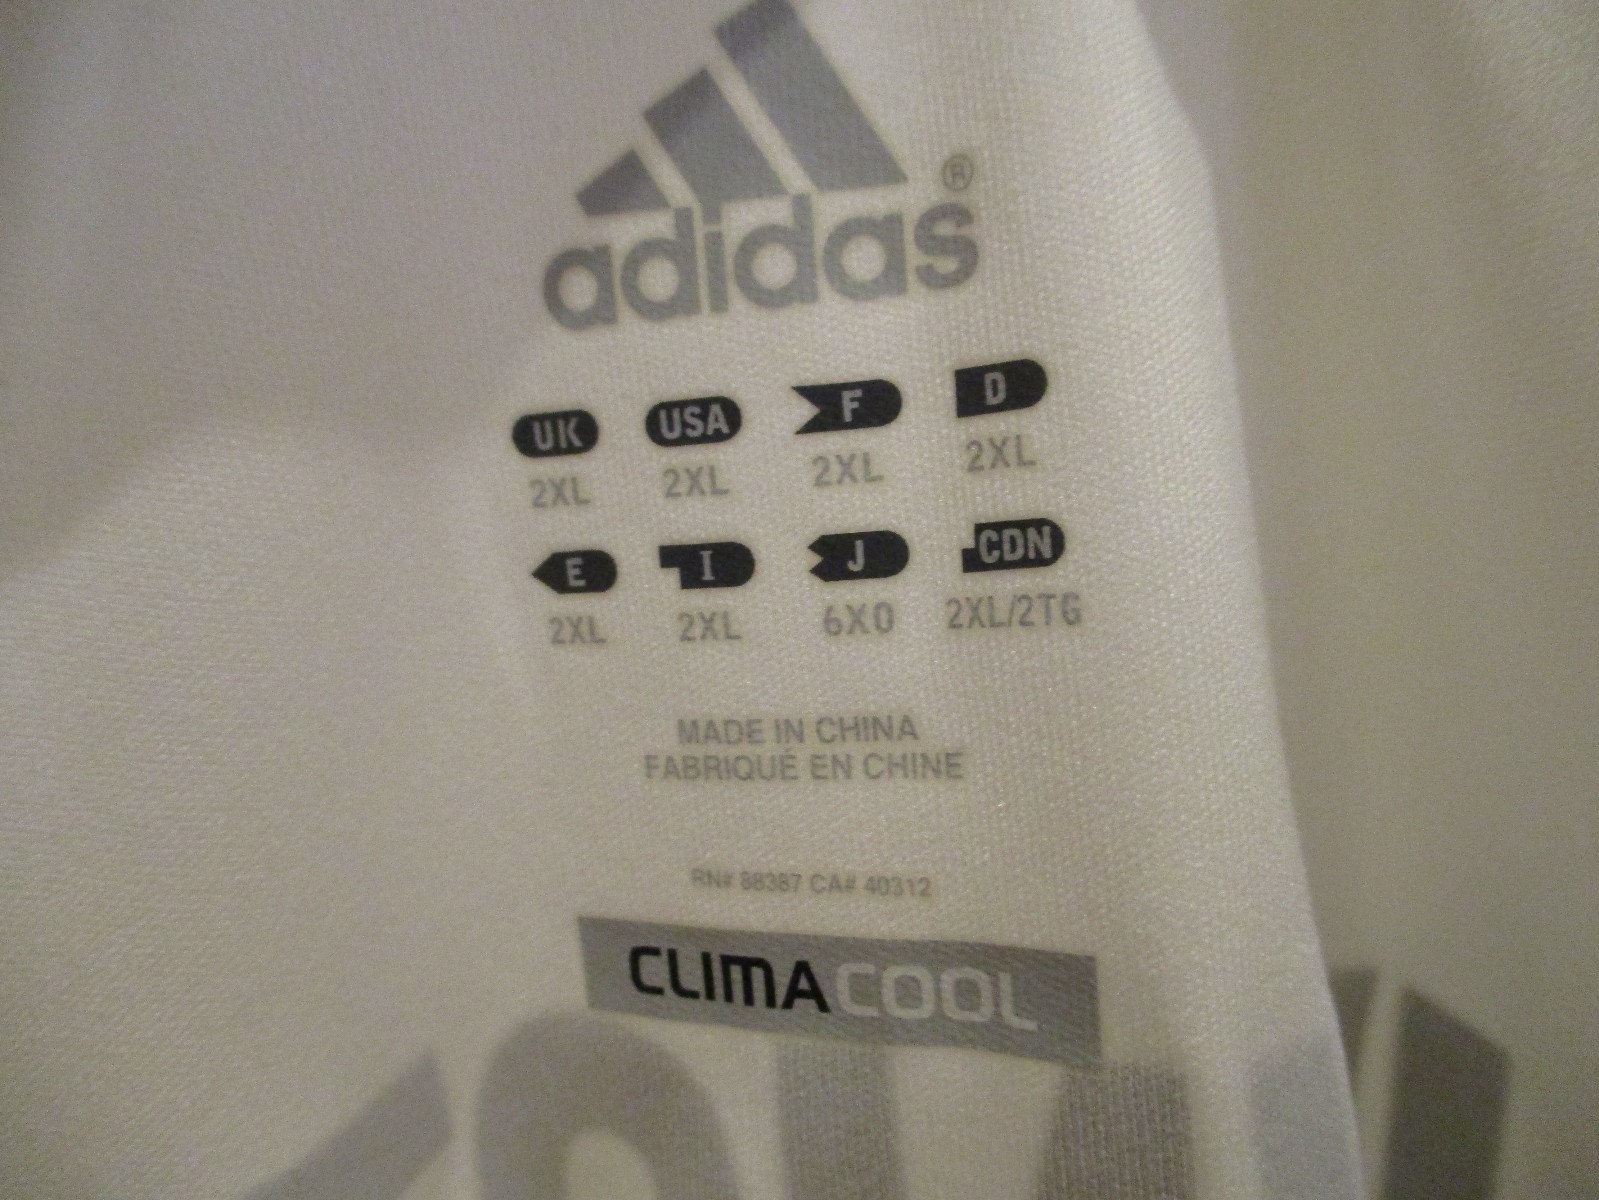 adidas®
UK USA F D
2XL 2XL 2XL 2XL
E I J CDN
2XL 2XL 6XO 2XL/2TG
MADE IN CHINA
FABRIQUÉ EN CHINE
RN# 88387 CA# 40312
CLIMACOOL